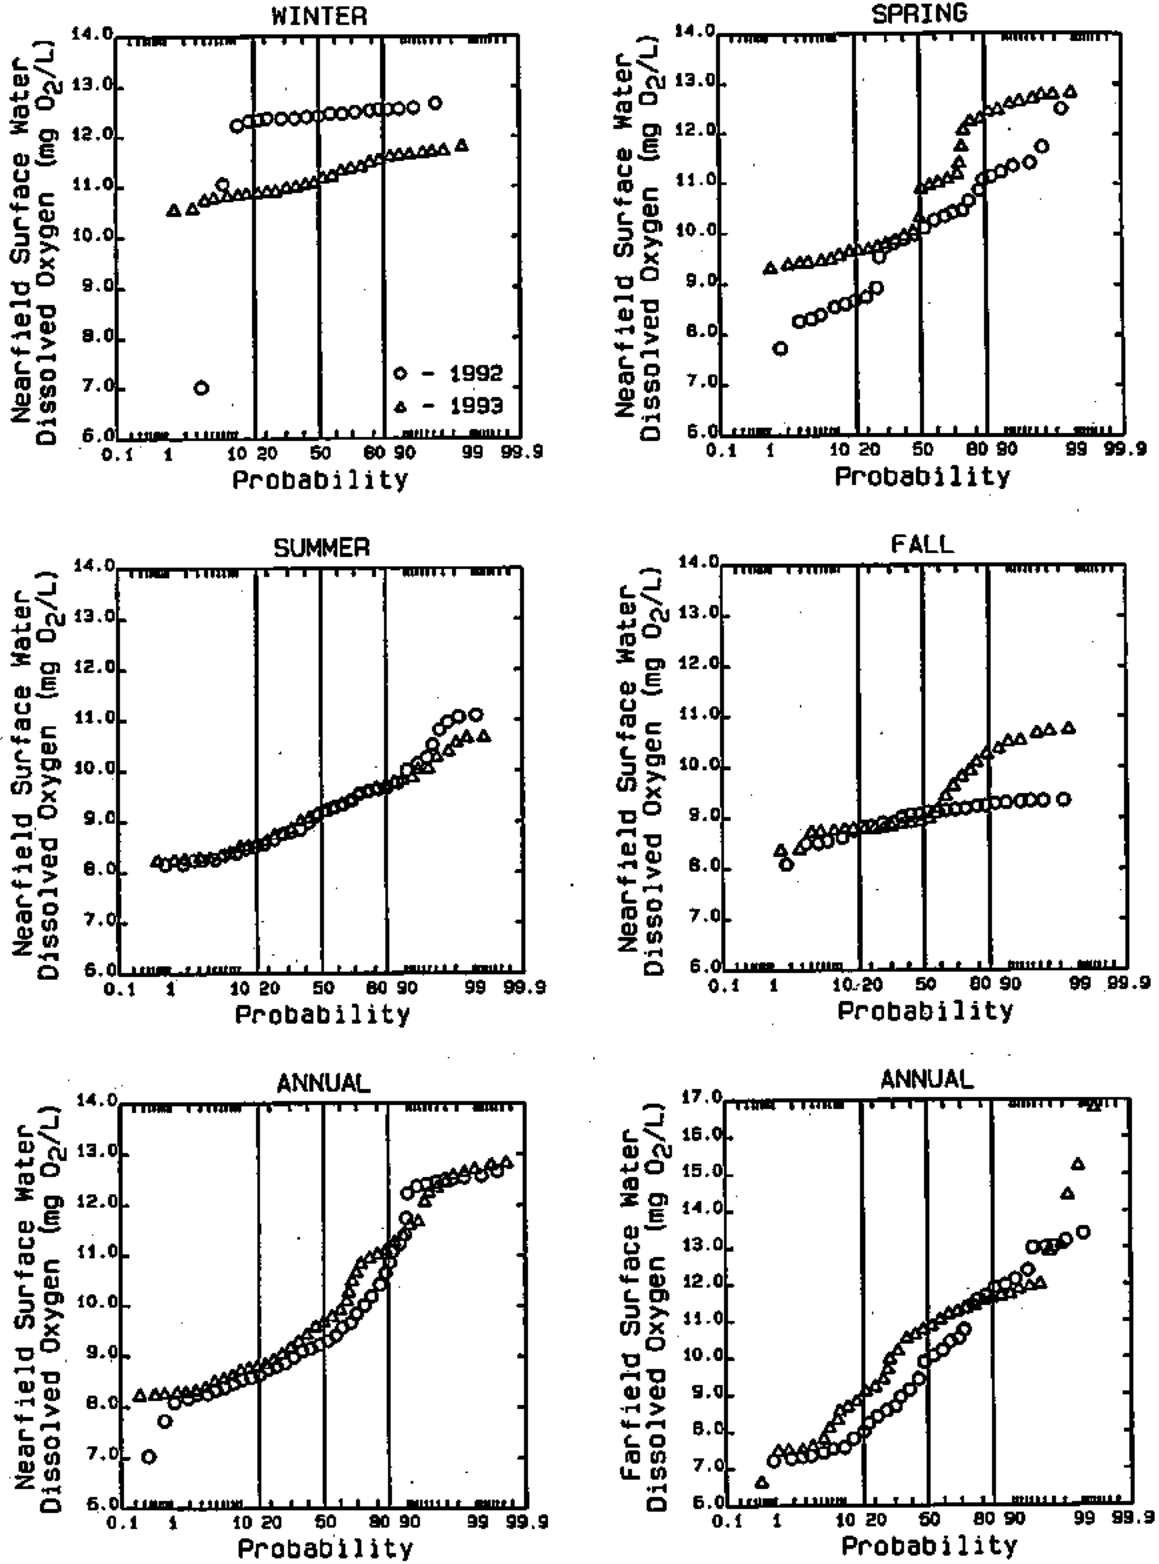 WINTER
Nearfield Surface Water
Dissolved Oxygen (mg O2/L)
14.0
13.0
12.0
11.0
10.0
9.0
8.0
7.0
6.0
○ - 1992
△ - 1993
0.1 1 10 20 50 80 90 99 99.9
Probability
SPRING
Nearfield Surface Water
Dissolved Oxygen (mg O2/L)
14.0
13.0
12.0
11.0
10.0
9.0
8.0
7.0
6.0
0.1 1 10 20 50 80 90 99 99.9
Probability
SUMMER
Nearfield Surface Water
Dissolved Oxygen (mg O2/L)
14.0
13.0
12.0
11.0
10.0
9.0
8.0
7.0
6.0
0.1 1 10 20 50 80 90 99 99.9
Probability
FALL
Nearfield Surface Water
Dissolved Oxygen (mg O2/L)
14.0
13.0
12.0
11.0
10.0
9.0
8.0
7.0
6.0
0.1 1 10 20 50 80 90 99 99.9
Probability
ANNUAL
Nearfield Surface Water
Dissolved Oxygen (mg O2/L)
14.0
13.0
12.0
11.0
10.0
9.0
8.0
7.0
6.0
0.1 1 10 20 50 80 90 99 99.9
Probability
ANNUAL
Farfield Surface Water
Dissolved Oxygen (mg O2/L)
17.0
16.0
15.0
14.0
13.0
12.0
11.0
10.0
9.0
8.0
7.0
6.0
0.1 1 10 20 50 80 90 99 99.9
Probability